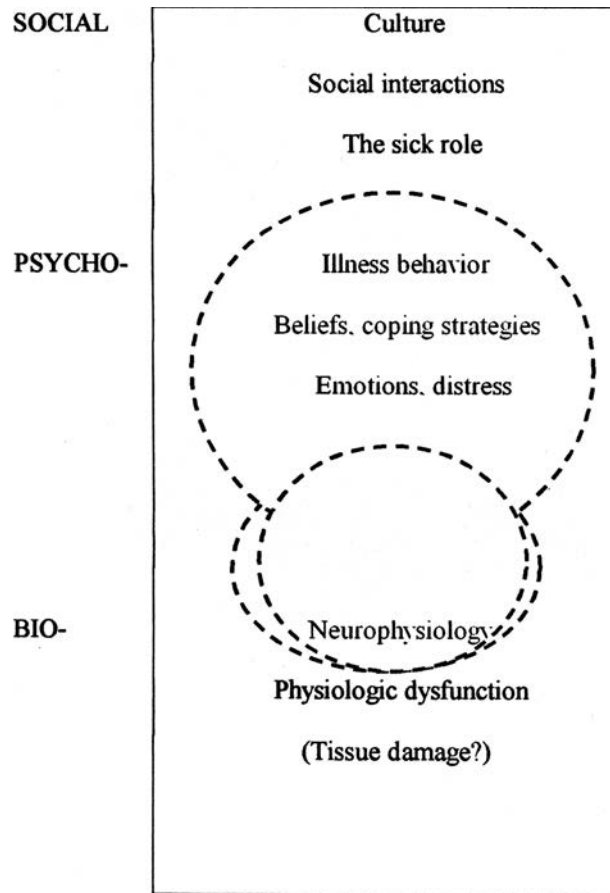 SOCIAL Culture
Social interactions
The sick role
PSYCHO- Illness behavior
Beliefs, coping strategies
Emotions, distress
BIO- Neurophysiology
Physiologic dysfunction
(Tissue damage?)